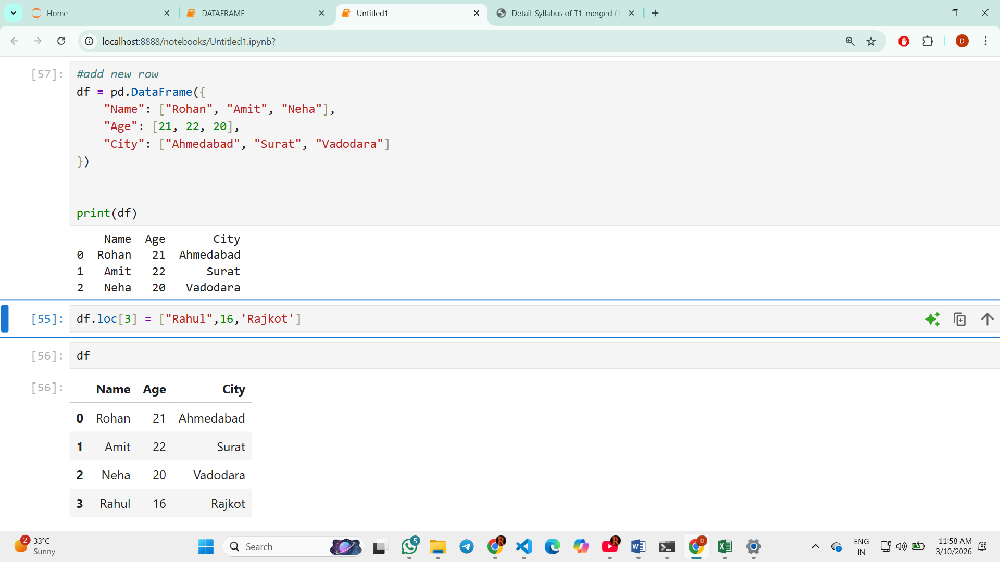 Home
DATAFRAME
Untitled1
Detail_Syllabus of T1_merged (1
localhost:8888/notebooks/Untitled1.ipynb?
D
[57]:
#add new row
df = pd.DataFrame({
    "Name": ["Rohan", "Amit", "Neha"],
    "Age": [21, 22, 20],
    "City": ["Ahmedabad", "Surat", "Vadodara"]
})
print(df)
    Name  Age       City
0  Rohan   21  Ahmedabad
1   Amit   22      Surat
2   Neha   20   Vadodara
[55]: df.loc[3] = ["Rahul",16,'Rajkot']
[56]: df
[56]:
Name Age City
0 Rohan 21 Ahmedabad
1 Amit 22 Surat
2 Neha 20 Vadodara
3 Rahul 16 Rajkot
2
33°C
Sunny
Search
5
R
R
D
ENG
IN
11:58 AM
3/10/2026